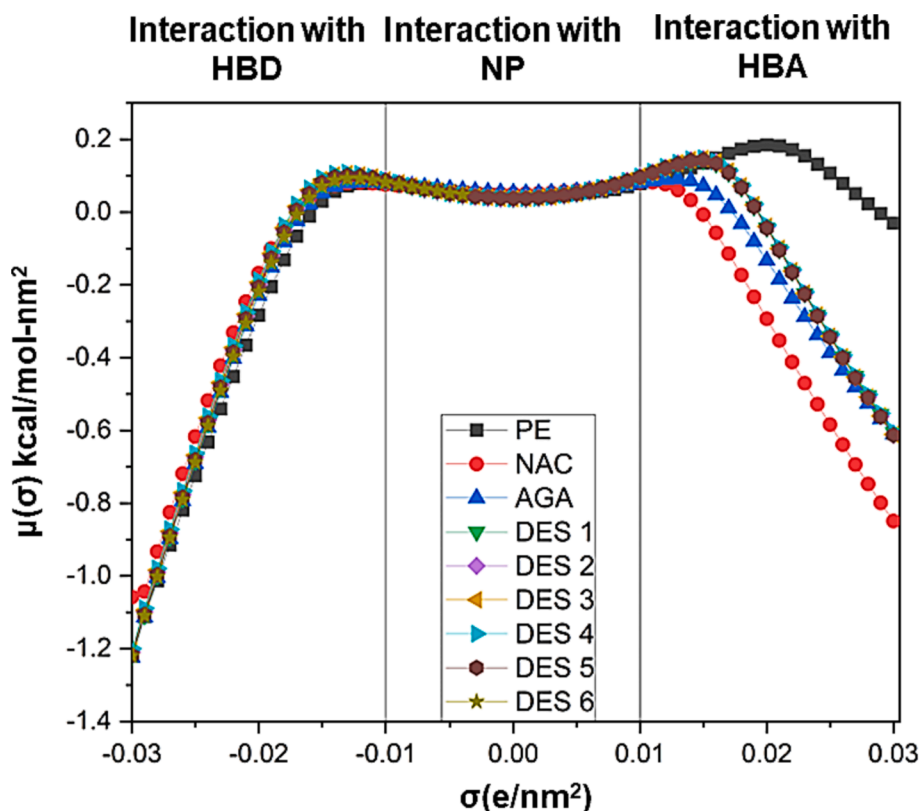 Interaction with Interaction with Interaction with
HBD NP HBA
0.2
0.0
-0.2
-0.4
-0.6
-0.8
-1.0
-1.2
-1.4
μ(σ) kcal/mol-nm²
PE
NAC
AGA
DES 1
DES 2
DES 3
DES 4
DES 5
DES 6
-0.03 -0.02 -0.01 0.00 0.01 0.02 0.03
σ(e/nm²)